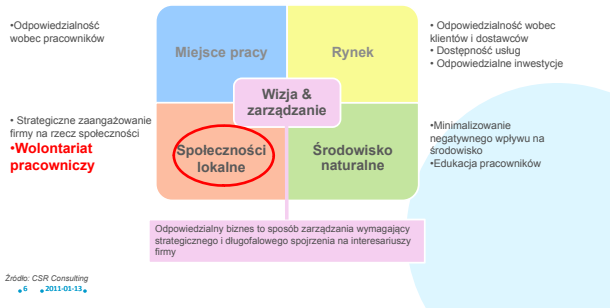 •Odpowiedzialność
wobec pracowników
Miejsce pracy
Rynek
• Odpowiedzialność wobec
klientów i dostawców
• Dostępność usług
• Odpowiedzialne inwestycje
Wizja &
zarządzanie
• Strategiczne zaangażowanie
firmy na rzecz społeczności
•Wolontariat
pracowniczy
Społeczności
lokalne
Środowisko
naturalne
•Minimalizowanie
negatywnego wpływu na
środowisko
•Edukacja pracowników
Odpowiedzialny biznes to sposób zarządzania wymagający
strategicznego i długofalowego spojrzenia na interesariuszy
firmy
Źródło: CSR Consulting
6 2011-01-13